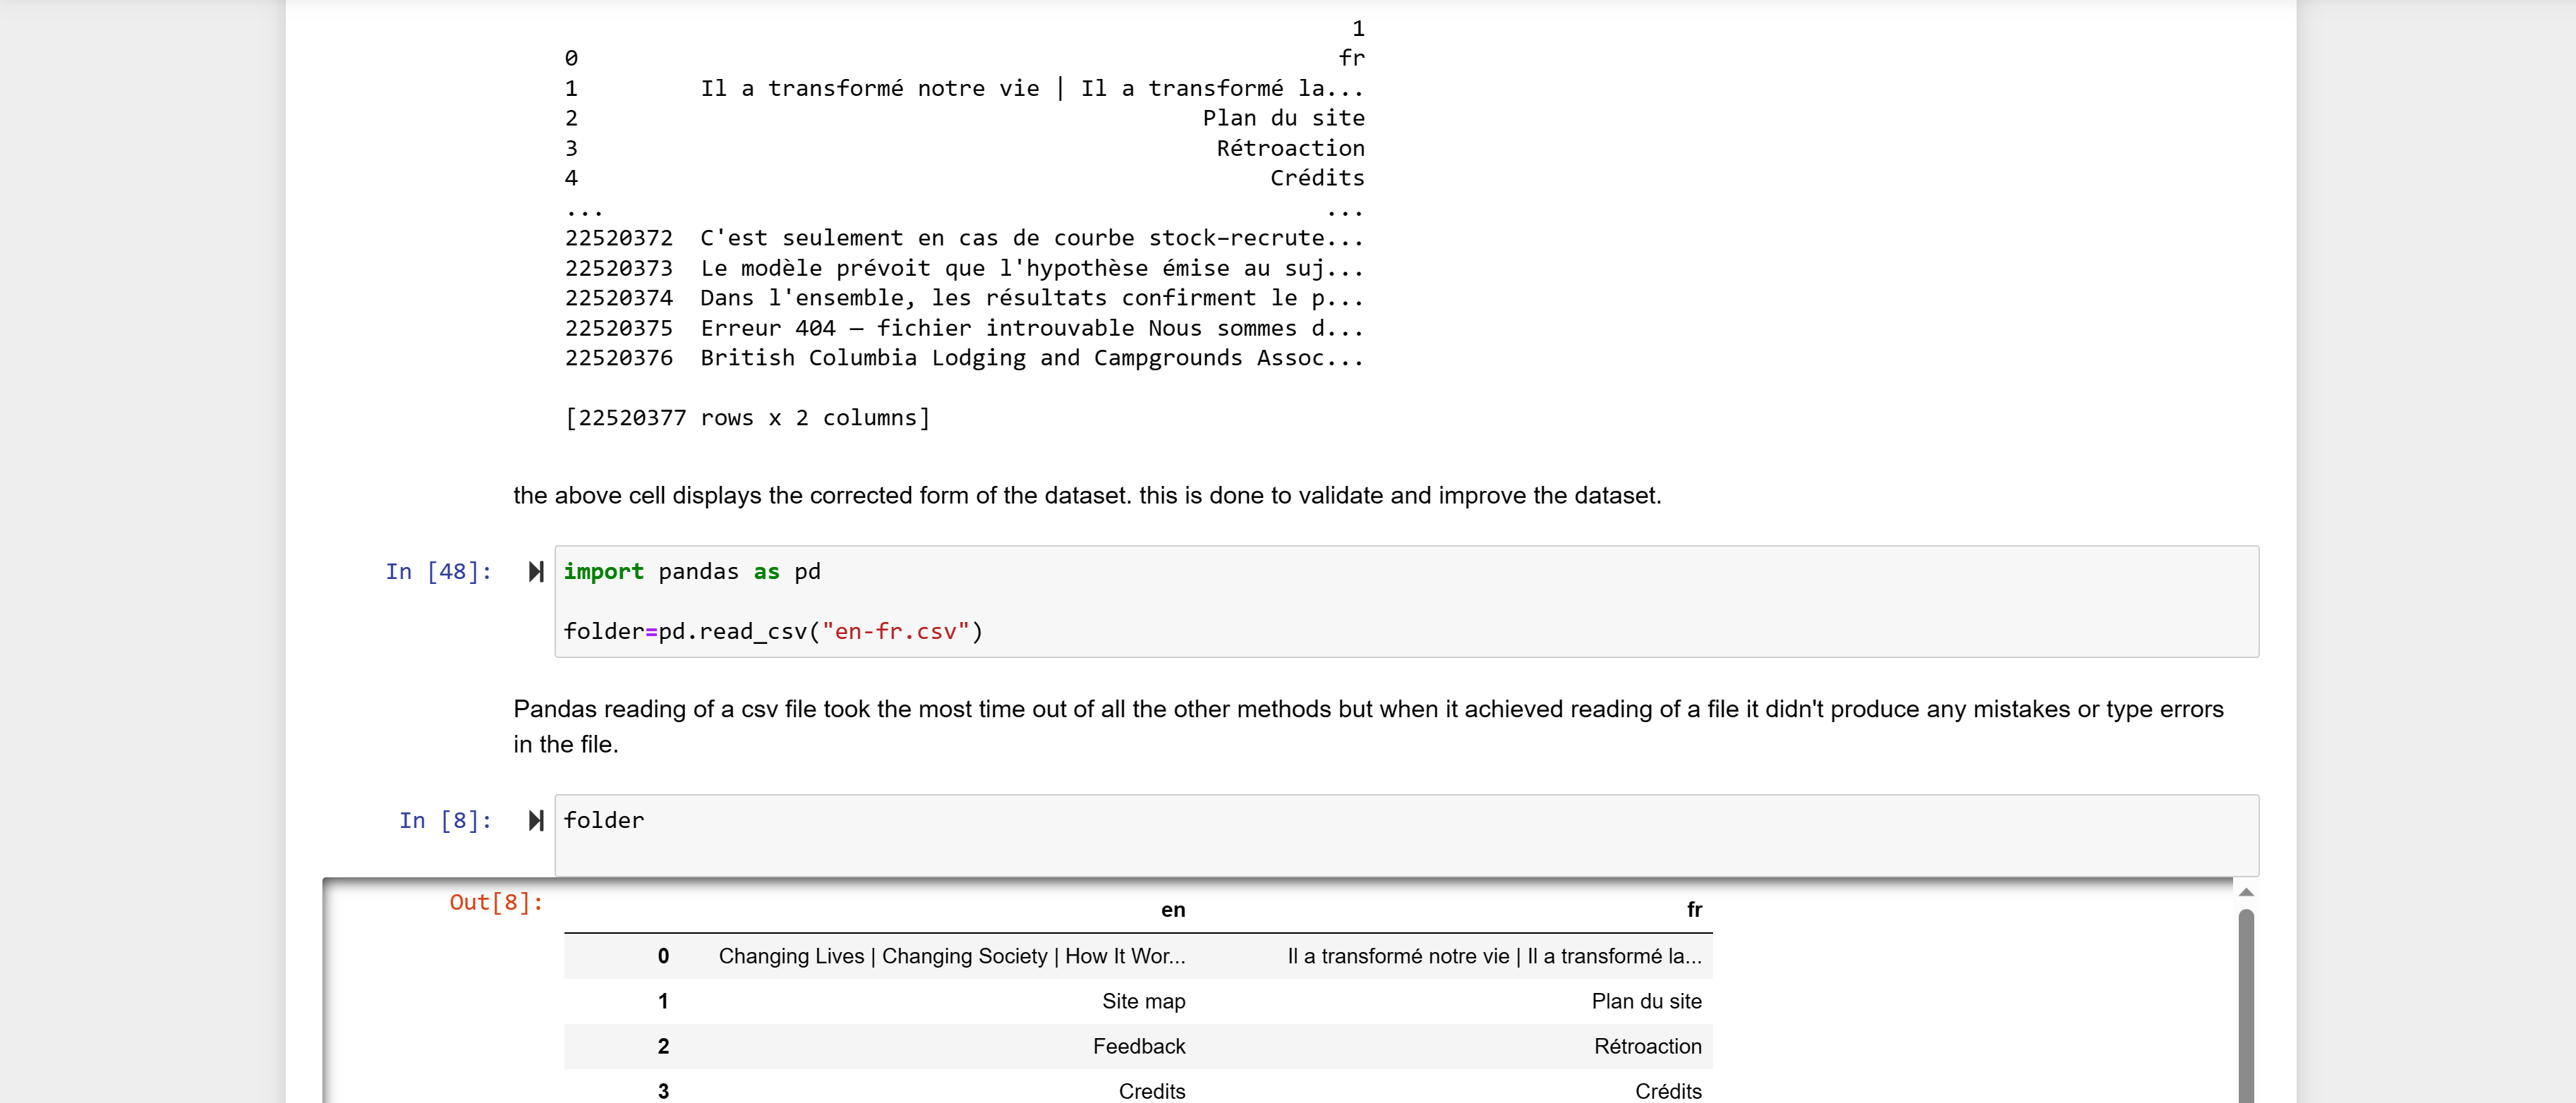 1
0 fr
1 Il a transformé notre vie | Il a transformé la...
2 Plan du site
3 Rétroaction
4 Crédits
... ...
22520372 C'est seulement en cas de courbe stock–recrute...
22520373 Le modèle prévoit que l'hypothèse émise au suj...
22520374 Dans l'ensemble, les résultats confirment le p...
22520375 Erreur 404 — fichier introuvable Nous sommes d...
22520376 British Columbia Lodging and Campgrounds Assoc...
[22520377 rows x 2 columns]
the above cell displays the corrected form of the dataset. this is done to validate and improve the dataset.
In [48]: import pandas as pd
folder=pd.read_csv("en-fr.csv")
Pandas reading of a csv file took the most time out of all the other methods but when it achieved reading of a file it didn't produce any mistakes or type errors
in the file.
In [8]: folder
Out[8]:
en fr
0 Changing Lives | Changing Society | How It Wor... Il a transformé notre vie | Il a transformé la...
1 Site map Plan du site
2 Feedback Rétroaction
3 Credits Crédits